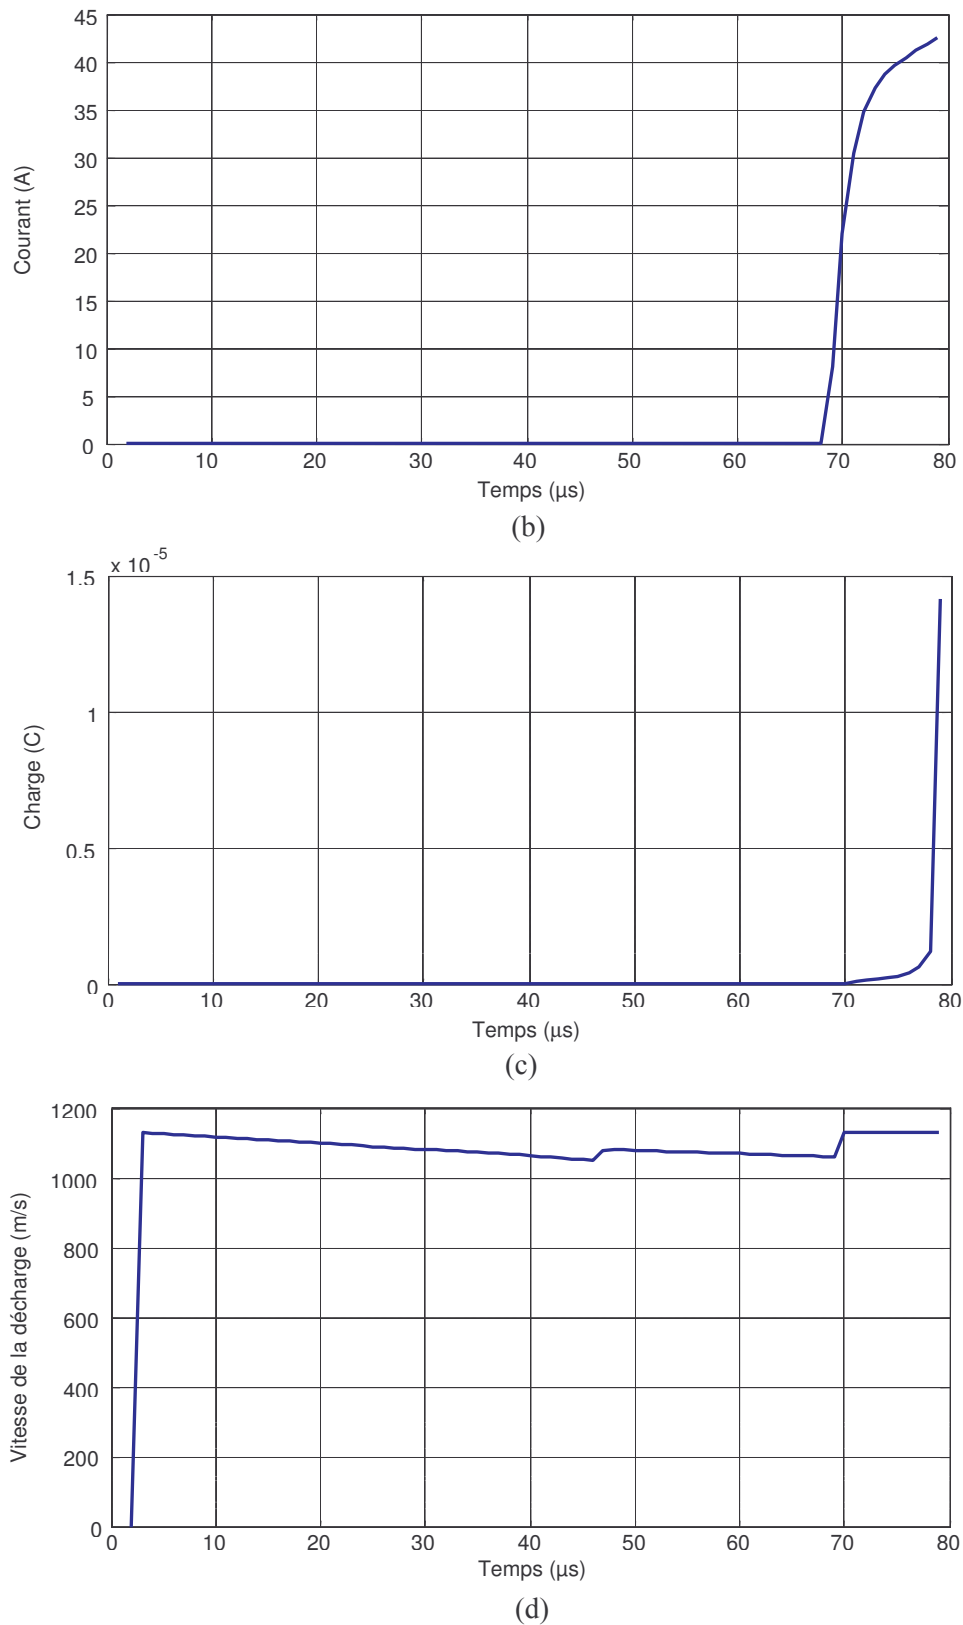 45
40
35
30
25
20
15
10
5
0
Courant (A)
0 10 20 30 40 50 60 70 80
Temps (µs)
(b)
x 10 -5
1.5
1
0.5
0
Charge (C)
0 10 20 30 40 50 60 70 80
Temps (µs)
(c)
1200
1000
800
600
400
200
0
Vitesse de la décharge (m/s)
0 10 20 30 40 50 60 70 80
Temps (µs)
(d)